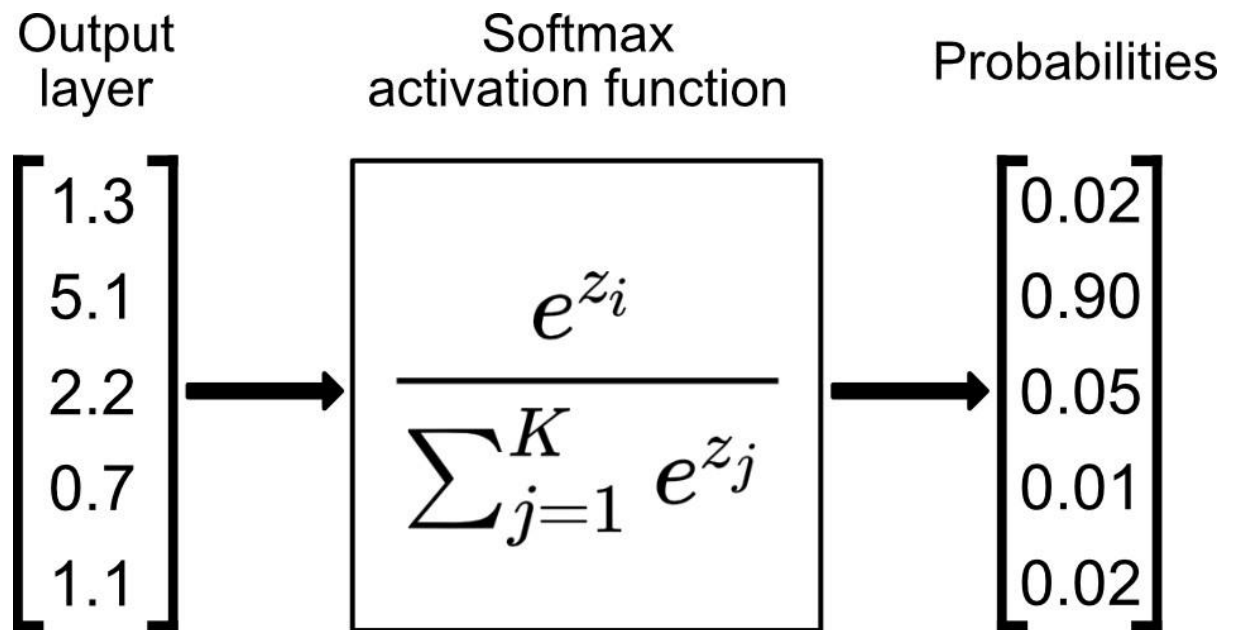 Output
layer
Softmax
activation function
Probabilities
1.3
5.1
2.2
0.7
1.1
e^{z_i}
∑_{j=1}^{K} e^{z_j}
0.02
0.90
0.05
0.01
0.02